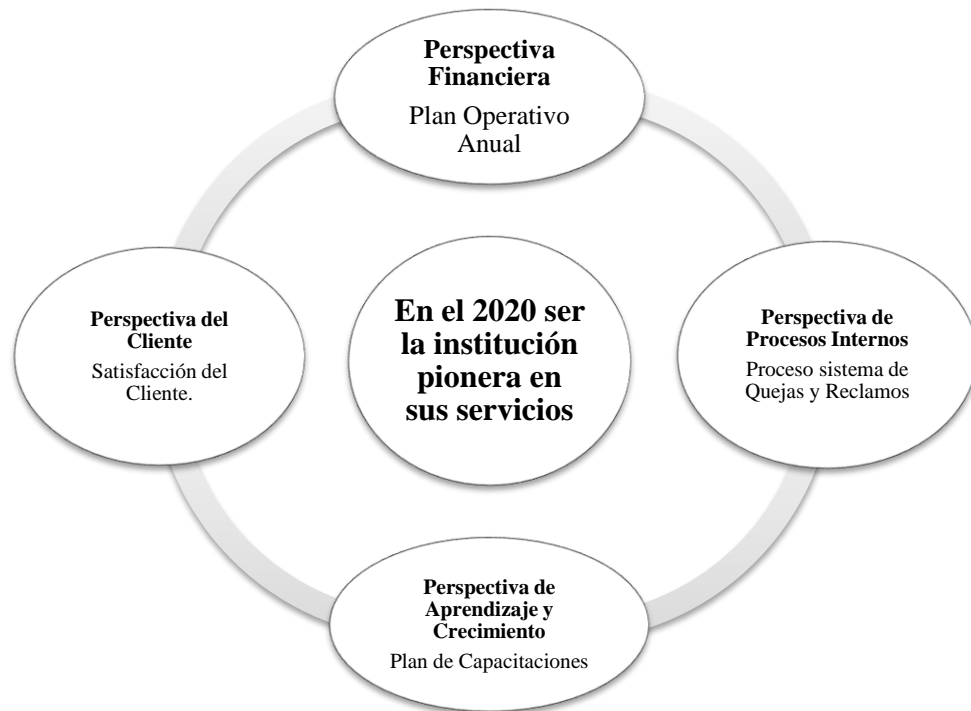 Perspectiva
Financiera
Plan Operativo
Anual
Perspectiva del
Cliente
Satisfacción del
Cliente.
En el 2020 ser
la institución
pionera en
sus servicios
Perspectiva de
Procesos Internos
Proceso sistema de
Quejas y Reclamos
Perspectiva de
Aprendizaje y
Crecimiento
Plan de Capacitaciones